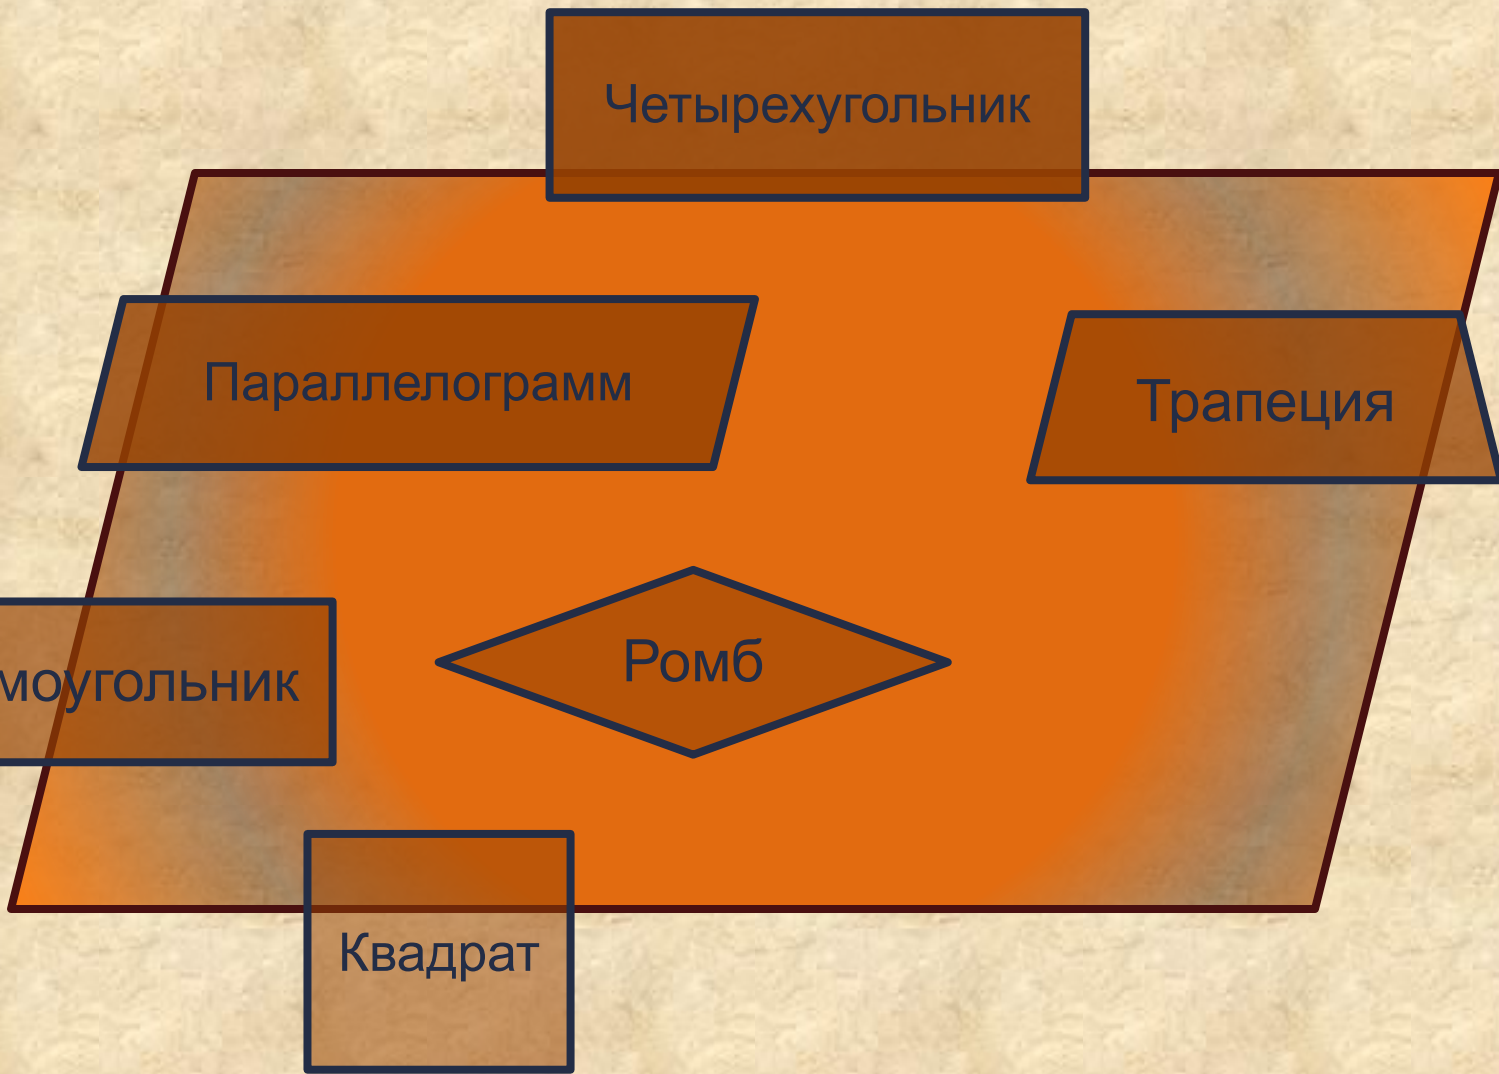 Четырехугольник
Параллелограмм
Трапеция
моугольник
Ромб
Квадрат